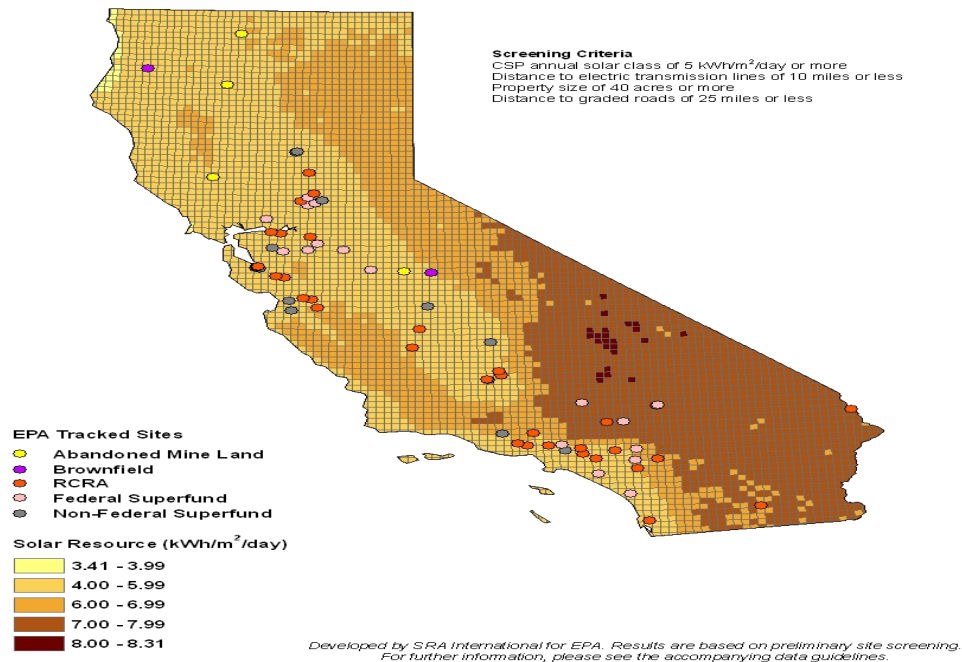 Screening Criteria
CSP annual solar class of 5 kWh/m²/day or more
Distance to electric transmission lines of 10 miles or less
Property size of 40 acres or more
Distance to graded roads of 25 miles or less
EPA Tracked Sites
Abandoned Mine Land
Brownfield
RCRA
Federal Superfund
Non-Federal Superfund
Solar Resource (kWh/m²/day)
3.41 - 3.99
4.00 - 5.99
6.00 - 6.99
7.00 - 7.99
8.00 - 8.31
Developed by SRA International for EPA. Results are based on preliminary site screening.
For further information, please see the accompanying data guidelines.